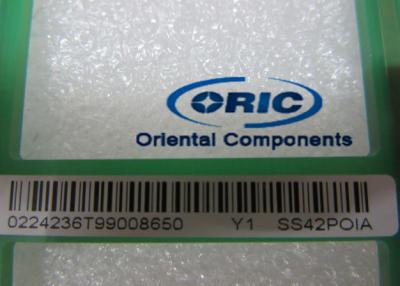 ORIC
Oriental Components
0224236T99008650 Y1 SS42POIA